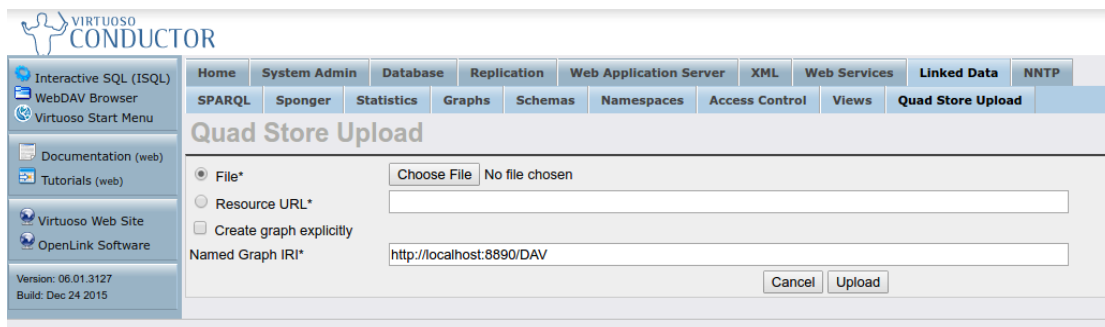 VIRTUOSO
CONDUCTOR
Interactive SQL (ISQL)
WebDAV Browser
Virtuoso Start Menu
Documentation (web)
Tutorials (web)
Virtuoso Web Site
OpenLink Software
Version: 06.01.3127
Build: Dec 24 2015
Home System Admin Database Replication Web Application Server XML Web Services Linked Data NNTP
SPARQL Sponger Statistics Graphs Schemas Namespaces Access Control Views Quad Store Upload
Quad Store Upload
File* Choose File No file chosen
Resource URL*
Create graph explicitly
Named Graph IRI* http://localhost:8890/DAV
Cancel Upload